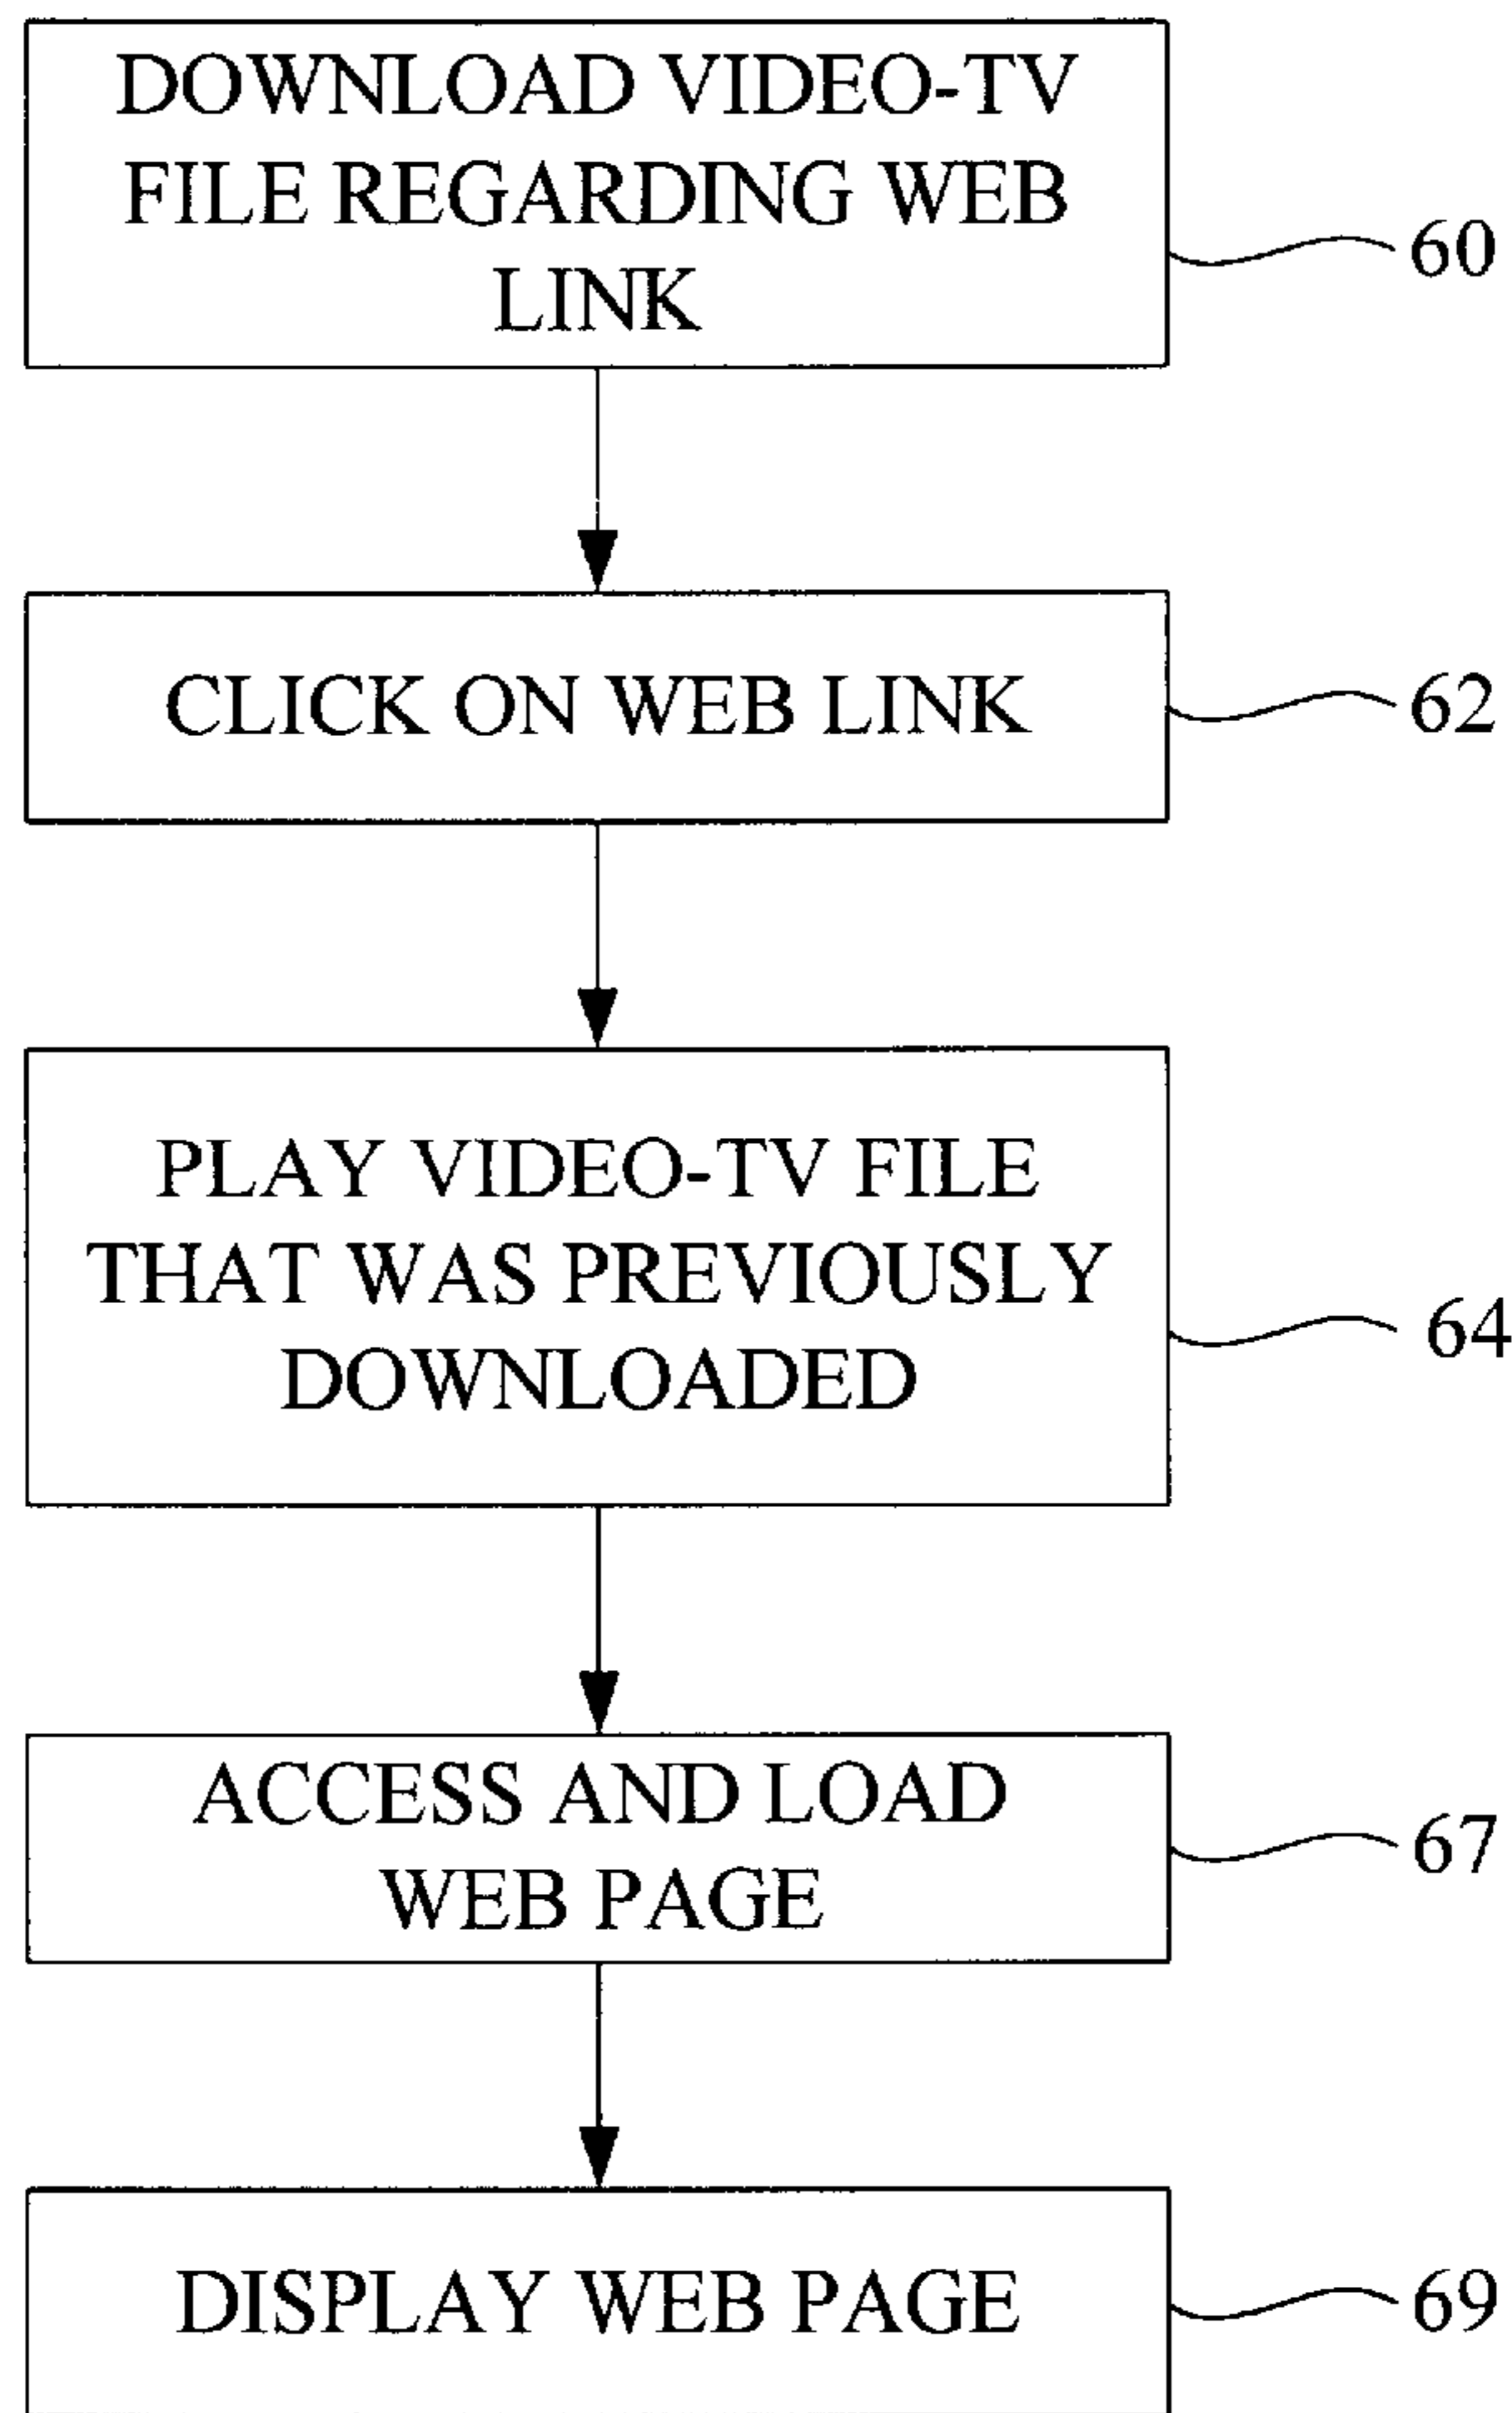 DOWNLOAD VIDEO-TV
FILE REGARDING WEB
LINK
60
CLICK ON WEB LINK
62
PLAY VIDEO-TV FILE
THAT WAS PREVIOUSLY
DOWNLOADED
64
ACCESS AND LOAD
WEB PAGE
67
DISPLAY WEB PAGE
69